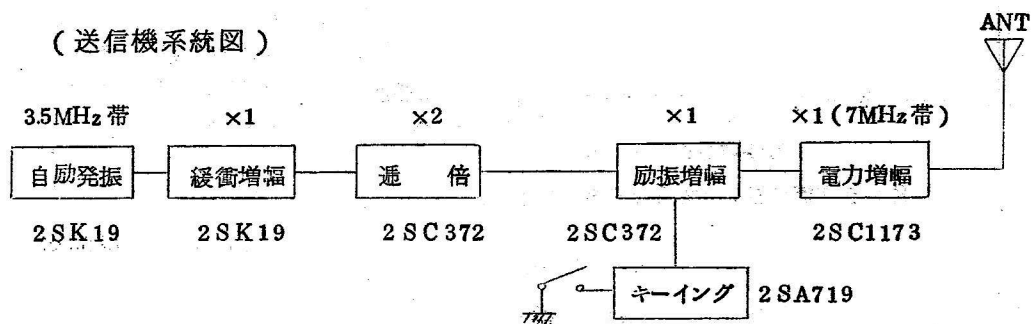 ANT
(送信機系統図)
3.5MHz帯 ×1 ×2 ×1 ×1(7MHz帯)
自励発振 緩衝増幅 逓倍 励振増幅 電力増幅
2SK19 2SK19 2SC372 2SC372 2SC1173
キーイング 2SA719